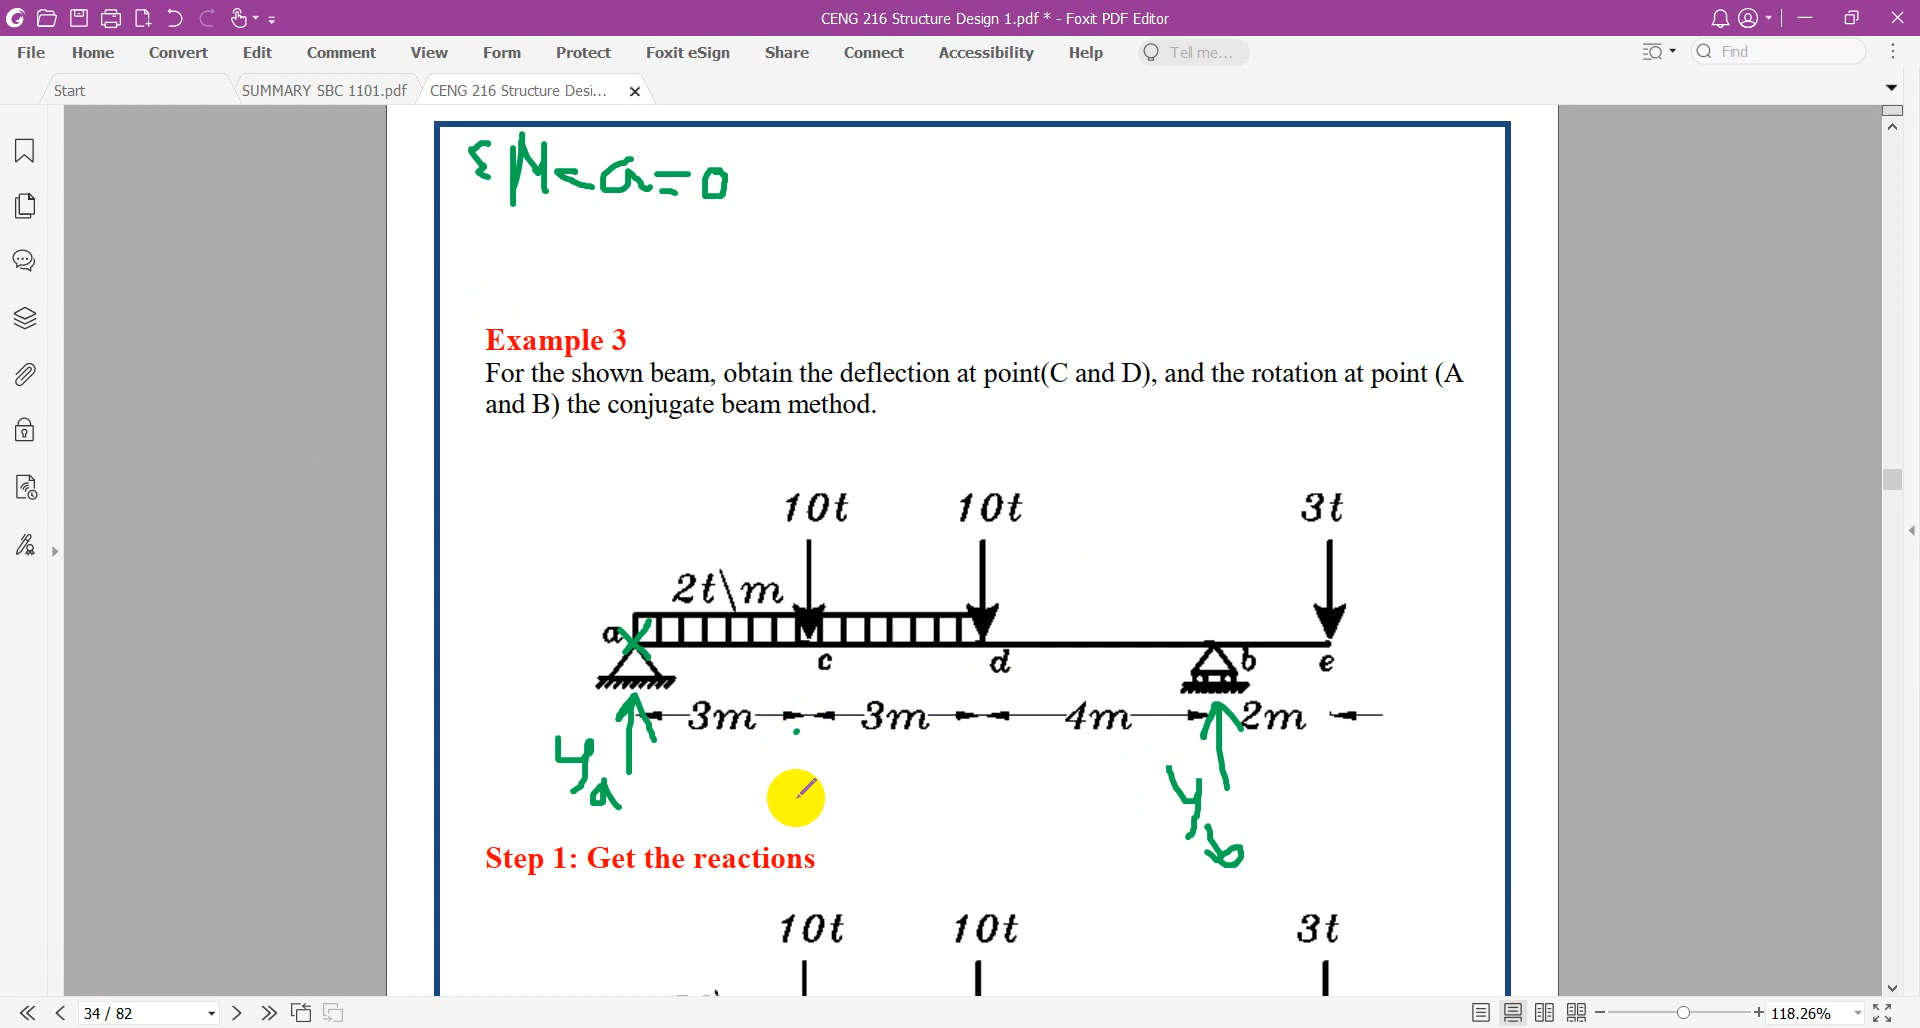 CENG 216 Structure Design 1.pdf * - Foxit PDF Editor
File Home Convert Edit Comment View Form Protect Foxit eSign Share Connect Accessibility Help Tell me... Find
Start SUMMARY SBC 1101.pdf CENG 216 Structure Desi...
ΣM@a=0
Example 3
For the shown beam, obtain the deflection at point(C and D), and the rotation at point (A
and B) the conjugate beam method.
10t 10t 3t
2t\m
a c d b e
3m 3m 4m 2m
Ya Yb
Step 1: Get the reactions
10t 10t 3t
34 / 82 118.26%